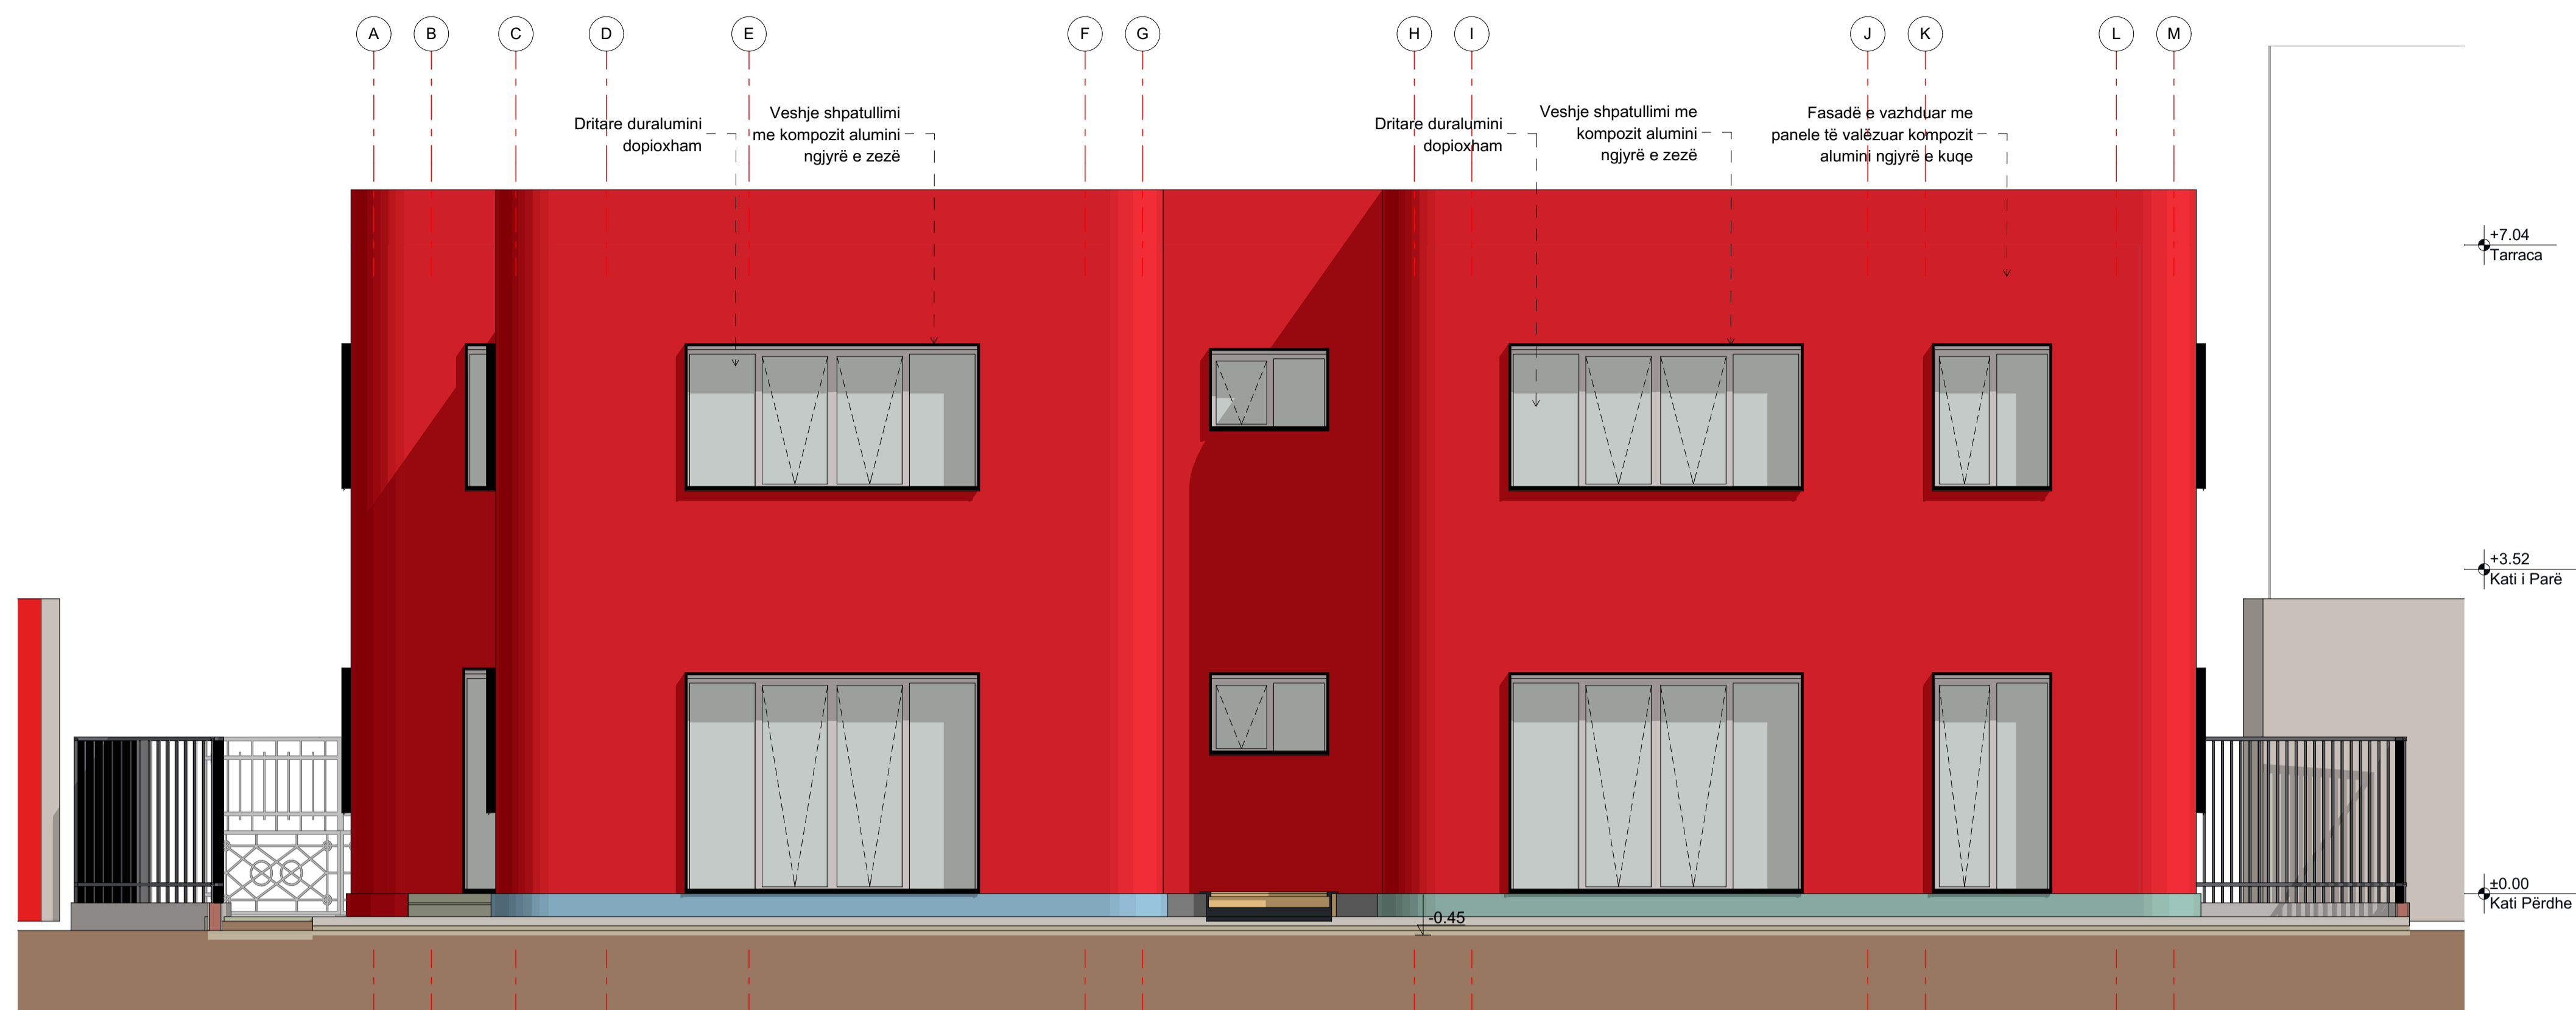 A B C D E F G H I J K L M
Dritare duralumini
dopioxham
Veshje shpatullimi
me kompozit alumini
ngjyrë e zezë
Dritare duralumini
dopioxham
Veshje shpatullimi me
kompozit alumini
ngjyrë e zezë
Fasadë e vazhduar me
panele të valëzuar kompozit
alumini ngjyrë e kuqe
+7.04
Tarraca
+3.52
Kati i Parë
±0.00
Kati Përdhe
-0.45